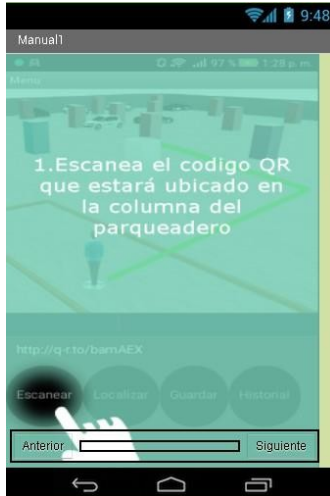 9:48
Manual1
97 % 1:28 p. m.
Menu
1.Escanea el codigo QR
que estará ubicado en
la columna del
parqueadero
http://q-r.to/bamAEX
Escanear Localizar Guardar Historial
Anterior Siguiente